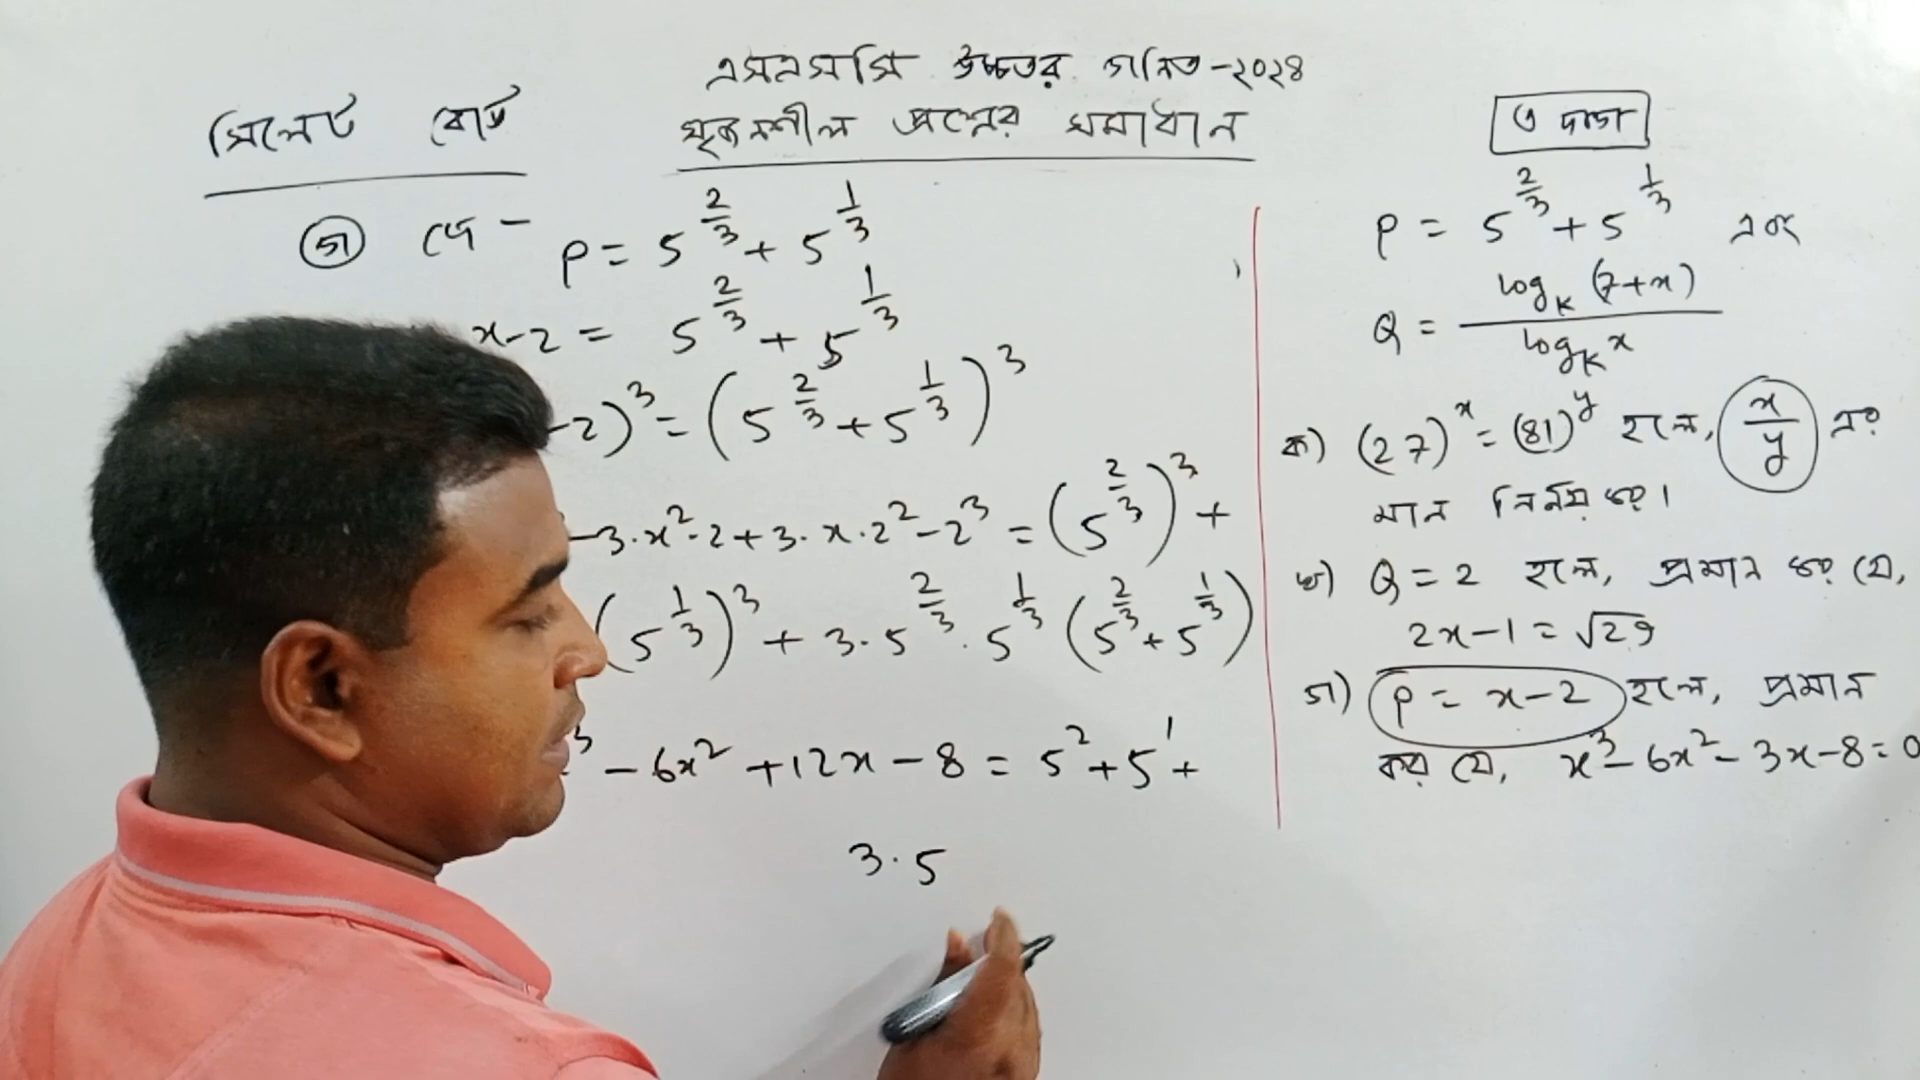 এসএসসি উচ্চতর গনিত-২০২৪
সিলেট বোর্ড
সৃজনশীল প্রশ্নের সমাধান
গ দে -
P = 5^(2/3) + 5^(1/3)
x-2 = 5^(2/3) + 5^(1/3)
-2)^3 = (5^(2/3) + 5^(1/3))^3
-3·x^2·2+3·x·2^2-2^3 = (5^(2/3))^3 +
(5^(1/3))^3 + 3·5^(2/3)·5^(1/3) (5^(2/3) + 5^(1/3))
^3 - 6x^2 + 12x - 8 = 5^2 + 5^1 +
3·5
P = 5^(2/3) + 5^(1/3) এবং
Q = log_k (7+x) / log_k x
ক) (27)^x = (81)^y হলে, x/y এর
মান নির্নয় কর।
খ) Q = 2 হলে, প্রমান কর যে,
2x-1 = √29
গ) P = x-2 হলে, প্রমান
কর যে, x^3-6x^2-3x-8=0